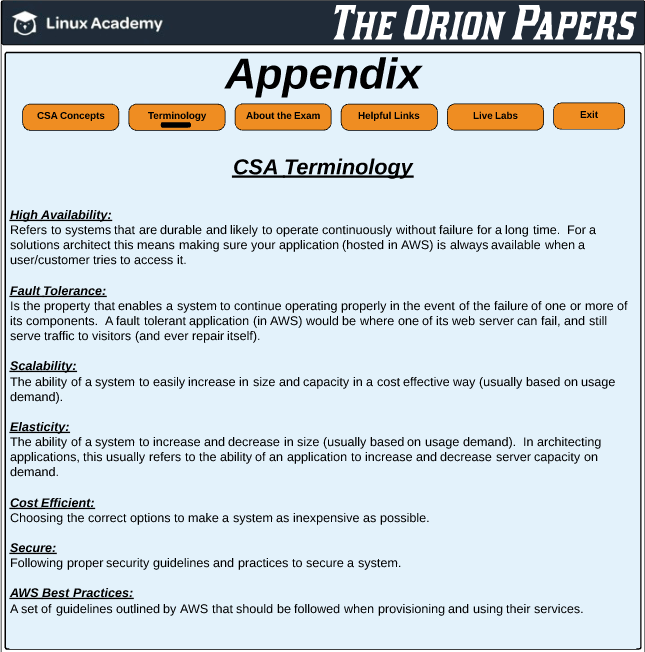 Linux Academy
THE ORION PAPERS
Appendix
CSA Concepts
Terminology
About the Exam
Helpful Links
Live Labs
Exit
CSA Terminology
High Availability:
Refers to systems that are durable and likely to operate continuously without failure for a long time.  For a
solutions architect this means making sure your application (hosted in AWS) is always available when a
user/customer tries to access it.
Fault Tolerance:
Is the property that enables a system to continue operating properly in the event of the failure of one or more of
its components.  A fault tolerant application (in AWS) would be where one of its web server can fail, and still
serve traffic to visitors (and ever repair itself).
Scalability:
The ability of a system to easily increase in size and capacity in a cost effective way (usually based on usage
demand).
Elasticity:
The ability of a system to increase and decrease in size (usually based on usage demand).  In architecting
applications, this usually refers to the ability of an application to increase and decrease server capacity on
demand.
Cost Efficient:
Choosing the correct options to make a system as inexpensive as possible.
Secure:
Following proper security guidelines and practices to secure a system.
AWS Best Practices:
A set of guidelines outlined by AWS that should be followed when provisioning and using their services.